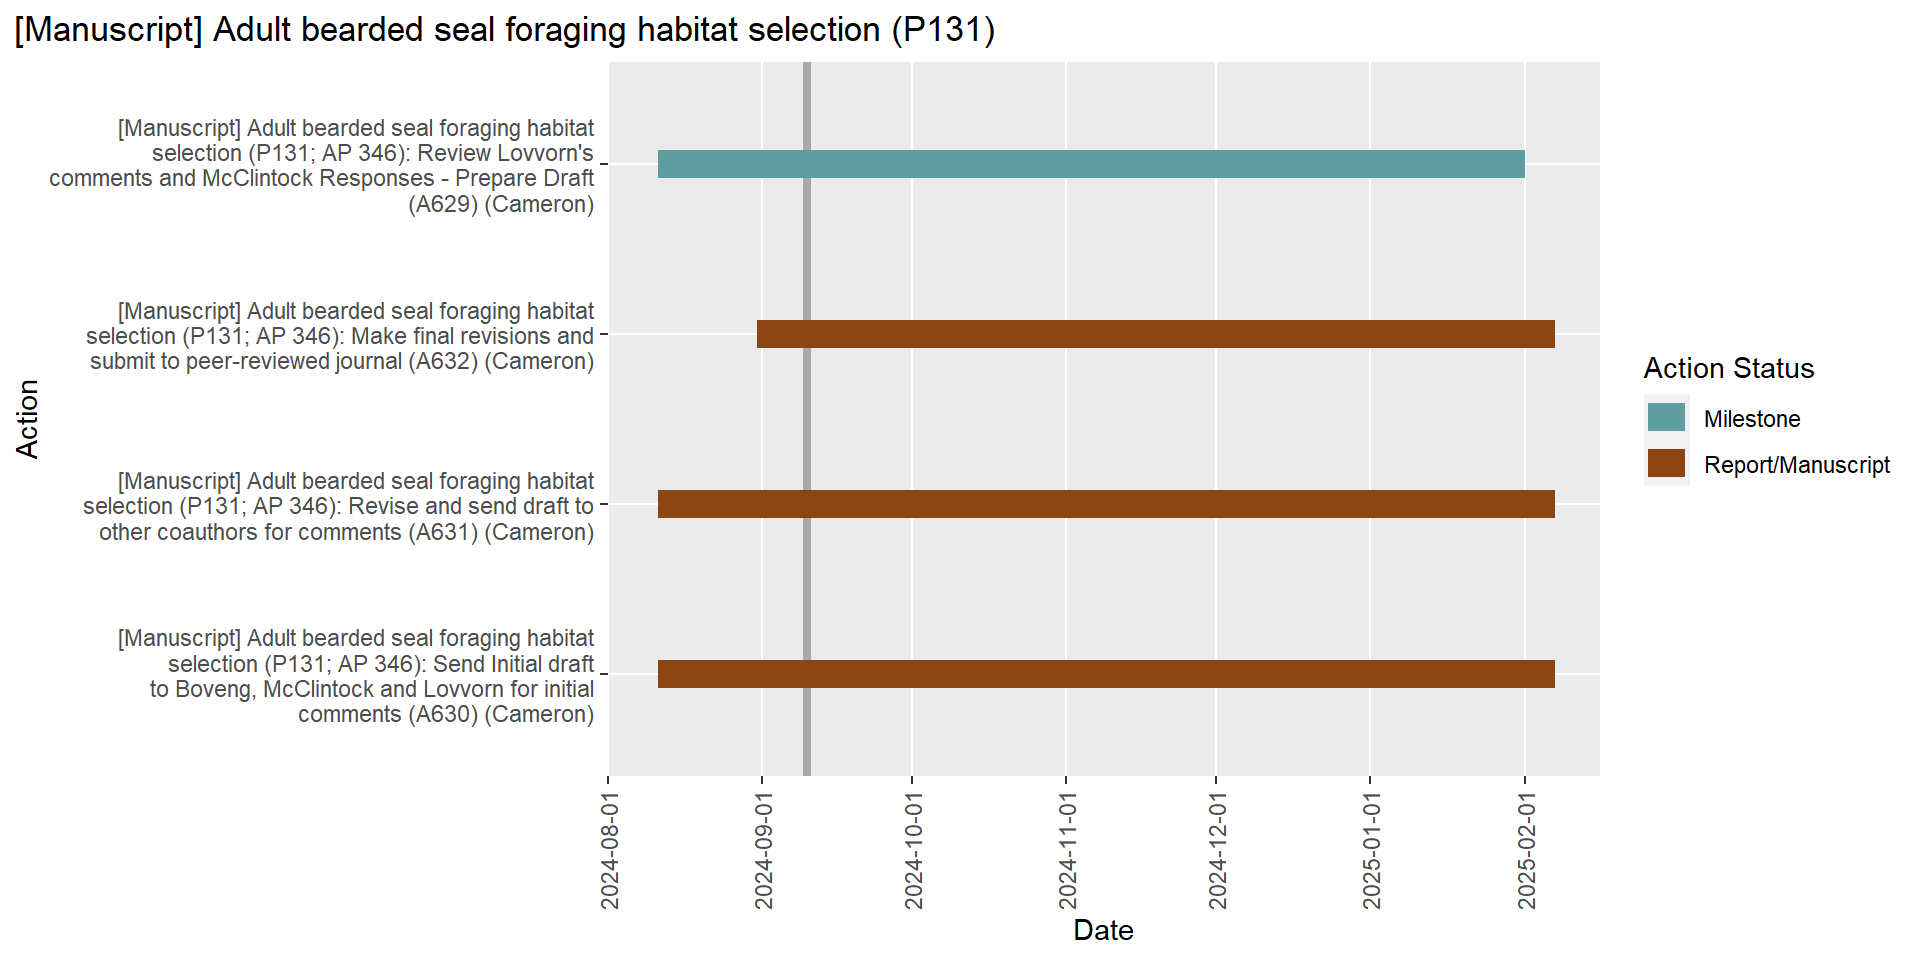 [Manuscript] Adult bearded seal foraging habitat selection (P131)
[Manuscript] Adult bearded seal foraging habitat
selection (P131; AP 346): Review Lovvorn's
comments and McClintock Responses - Prepare Draft
(A629) (Cameron)
[Manuscript] Adult bearded seal foraging habitat
selection (P131; AP 346): Make final revisions and
submit to peer-reviewed journal (A632) (Cameron)
[Manuscript] Adult bearded seal foraging habitat
selection (P131; AP 346): Revise and send draft to
other coauthors for comments (A631) (Cameron)
[Manuscript] Adult bearded seal foraging habitat
selection (P131; AP 346): Send Initial draft
to Boveng, McClintock and Lovvorn for initial
comments (A630) (Cameron)
Action
2024-08-01
2024-09-01
2024-10-01
2024-11-01
2024-12-01
2025-01-01
2025-02-01
Date
Action Status
Milestone
Report/Manuscript